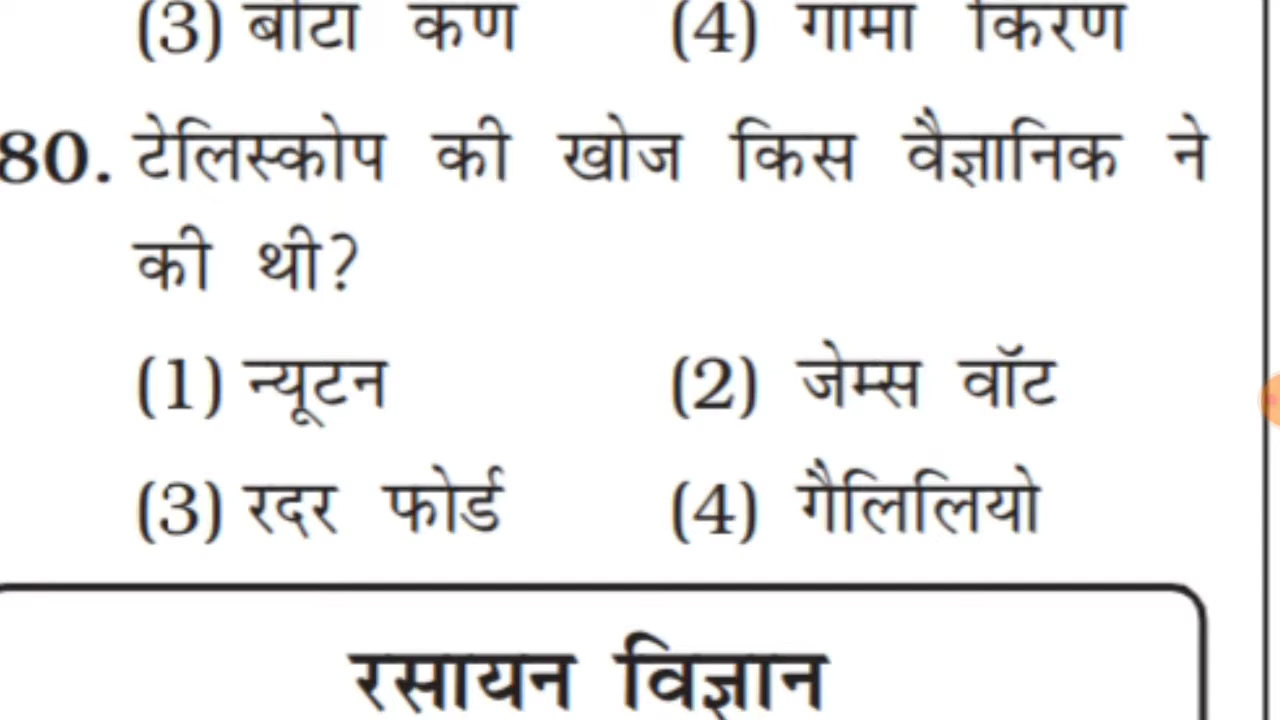 (3) बीटा कण (4) गामा किरण
80. टेलिस्कोप की खोज किस वैज्ञानिक ने
की थी?
(1) न्यूटन (2) जेम्स वॉट
(3) रदर फोर्ड (4) गैलिलियो
रसायन विज्ञान